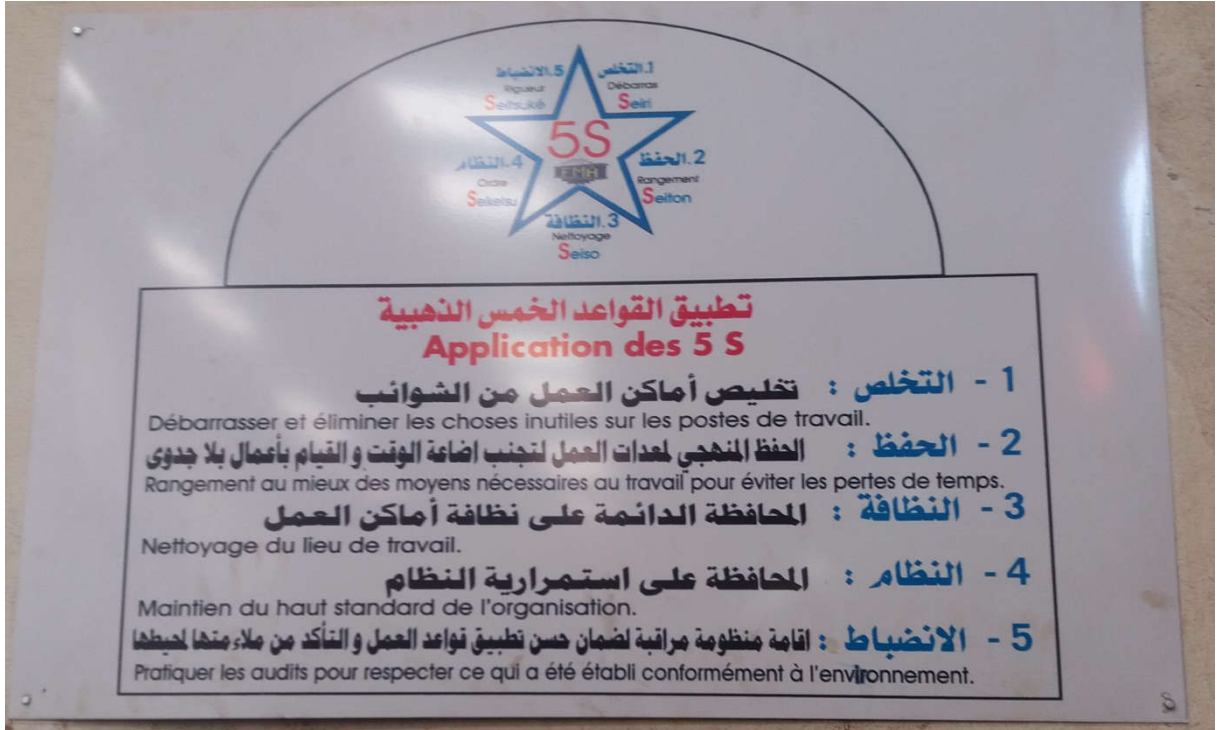 1.التخلص
Débarras
Seiri
2.الحفظ
Rangement
Seiton
3.النظافة
Nettoyage
Seiso
4.النظام
Ordre
Seiketsu
5.الانضباط
Rigueur
Seitsuké
5S
EMH
تطبيق القواعد الخمس الذهبية
Application des 5 S
1 - التخلص : تخليص أماكن العمل من الشوائب
Débarrasser et éliminer les choses inutiles sur les postes de travail.
2 - الحفظ : الحفظ المنهجي لمعدات العمل لتجنب اضاعة الوقت و القيام بأعمال بلا جدوى
Rangement au mieux des moyens nécessaires au travail pour éviter les pertes de temps.
3 - النظافة : المحافظة الدائمة على نظافة أماكن العمل
Nettoyage du lieu de travail.
4 - النظام : المحافظة على استمرارية النظام
Maintien du haut standard de l'organisation.
5 - الانضباط : اقامة منظومة مراقبة لضمان حسن تطبيق قواعد العمل و التأكد من ملاءمتها لمحيطها
Pratiquer les audits pour respecter ce qui a été établi conformément à l'environnement.